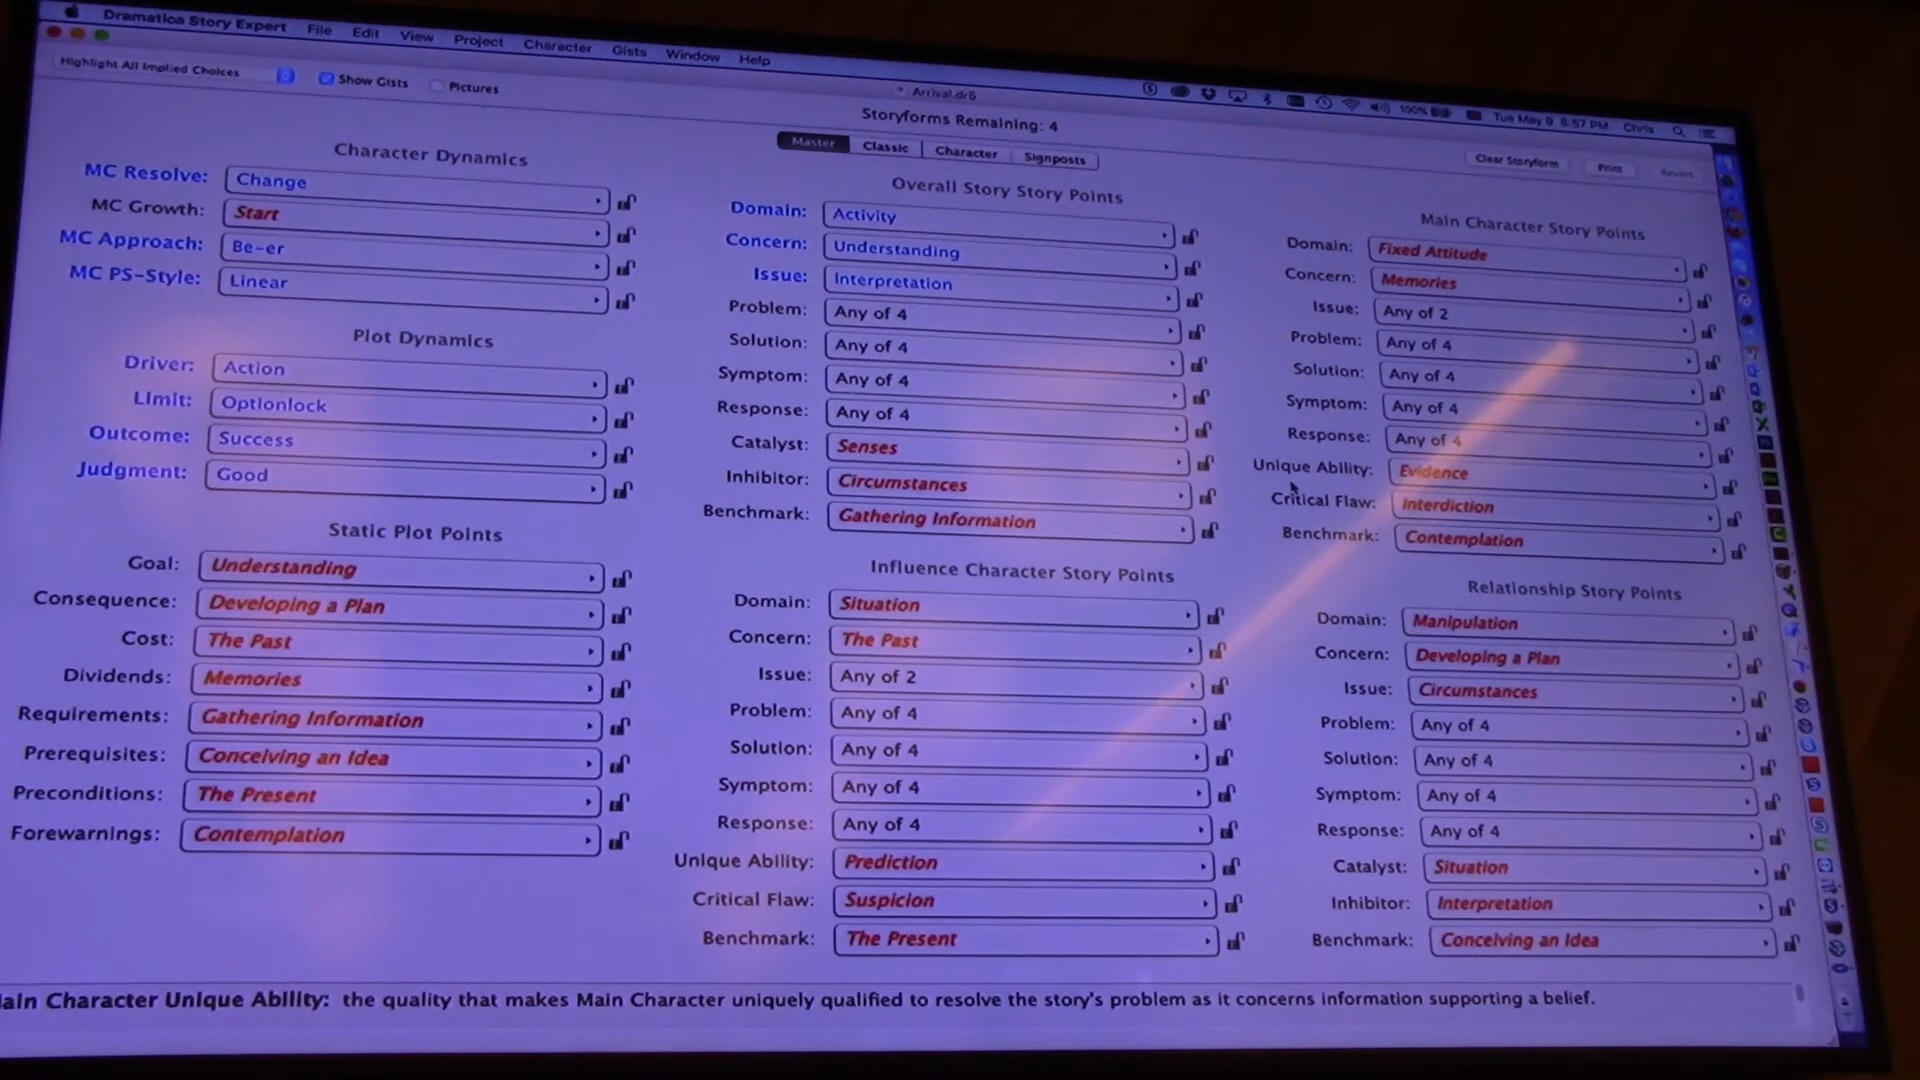 Dramatica Story Expert File Edit View Project Character Gists Window Help
100% Tue May 9 8:57 PM Chris
Highlight All Implied Choices Show Gists Pictures
Arrival.dr6
Storyforms Remaining: 4
Master Classic Character Signposts
Clear Storyform Print Revert
Character Dynamics
MC Resolve: Change
MC Growth: Start
MC Approach: Be-er
MC PS-Style: Linear
Plot Dynamics
Driver: Action
Limit: Optionlock
Outcome: Success
Judgment: Good
Static Plot Points
Goal: Understanding
Consequence: Developing a Plan
Cost: The Past
Dividends: Memories
Requirements: Gathering Information
Prerequisites: Conceiving an Idea
Preconditions: The Present
Forewarnings: Contemplation
Overall Story Story Points
Domain: Activity
Concern: Understanding
Issue: Interpretation
Problem: Any of 4
Solution: Any of 4
Symptom: Any of 4
Response: Any of 4
Catalyst: Senses
Inhibitor: Circumstances
Benchmark: Gathering Information
Influence Character Story Points
Domain: Situation
Concern: The Past
Issue: Any of 2
Problem: Any of 4
Solution: Any of 4
Symptom: Any of 4
Response: Any of 4
Unique Ability: Prediction
Critical Flaw: Suspicion
Benchmark: The Present
Main Character Story Points
Domain: Fixed Attitude
Concern: Memories
Issue: Any of 2
Problem: Any of 4
Solution: Any of 4
Symptom: Any of 4
Response: Any of 4
Unique Ability: Evidence
Critical Flaw: Interdiction
Benchmark: Contemplation
Relationship Story Points
Domain: Manipulation
Concern: Developing a Plan
Issue: Circumstances
Problem: Any of 4
Solution: Any of 4
Symptom: Any of 4
Response: Any of 4
Catalyst: Situation
Inhibitor: Interpretation
Benchmark: Conceiving an Idea
ain Character Unique Ability: the quality that makes Main Character uniquely qualified to resolve the story's problem as it concerns information supporting a belief.